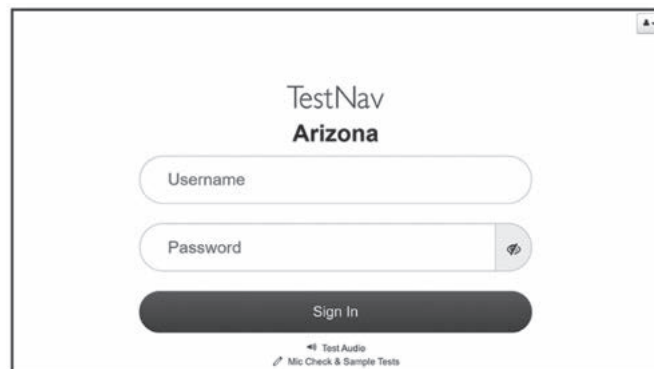 TestNav
Arizona
Username
Password
Sign In
Test Audio
Mic Check & Sample Tests